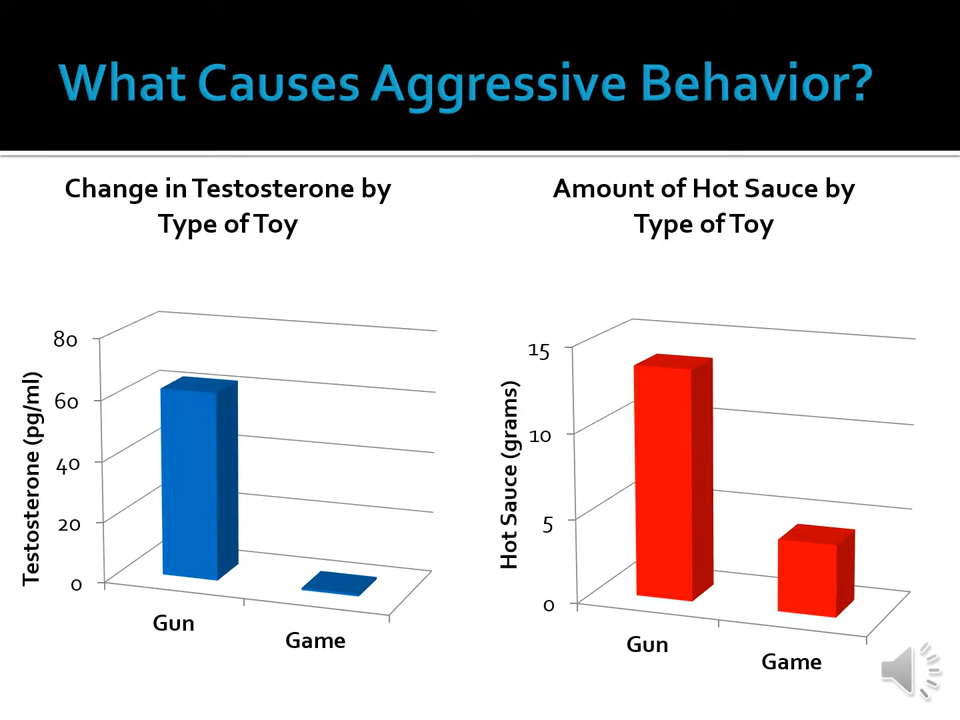 What Causes Aggressive Behavior?
Change in Testosterone by
Type of Toy
Testosterone (pg/ml)
80
60
40
20
0
Gun
Game
Amount of Hot Sauce by
Type of Toy
Hot Sauce (grams)
15
10
5
0
Gun
Game